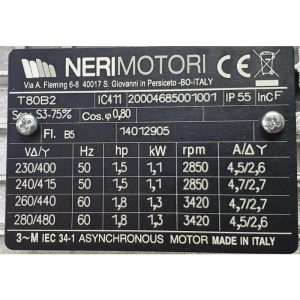 NERIMOTORI CE
Via A. Fleming 6-8 40017 S. Giovanni in Persiceto -BO-ITALY
T80B2 IC411 20004685001001 IP 55 InCF
S3-75% Cos.φ0,80
Fl. B5 14012905
V∆/Y Hz hp kW rpm A/∆Y
230/400 50 1,5 1,1 2850 4,5/2,6
240/415 50 1,5 1,1 2850 4,7/2,7
260/440 60 1,8 1,3 3420 4,7/2,7
280/480 60 1,8 1,3 3420 4,5/2,6
3~M IEC 34-1 ASYNCHRONOUS MOTOR MADE IN ITALY